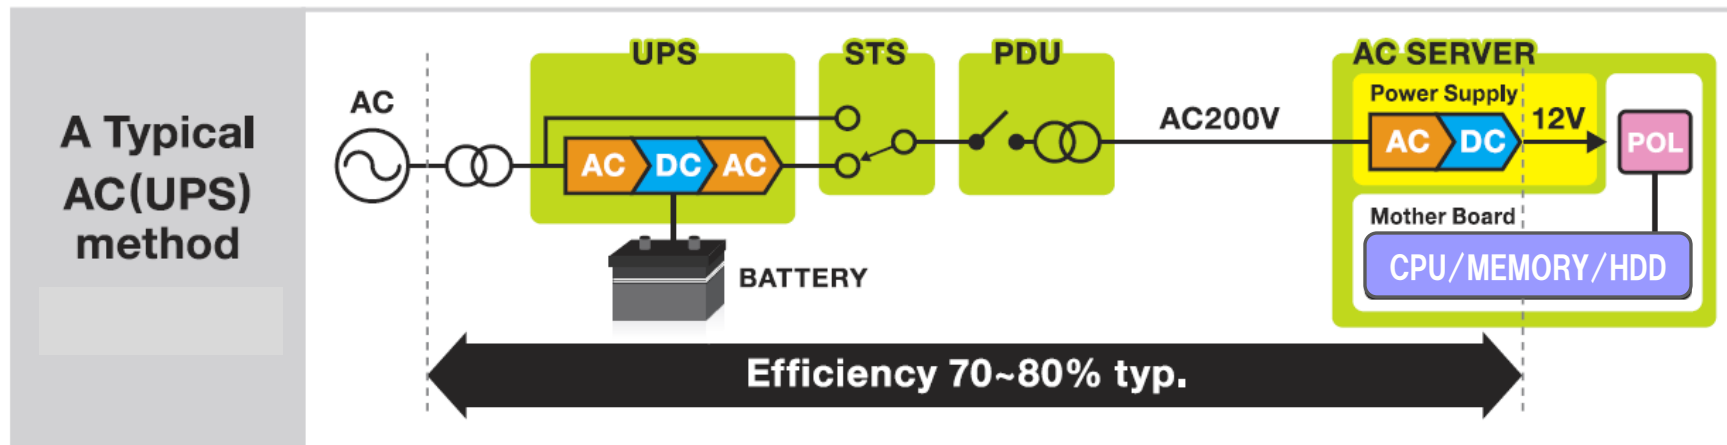 A Typical
AC(UPS)
method
AC
UPS
AC DC AC
BATTERY
STS
PDU
AC200V
AC SERVER
Power Supply
AC DC
12V
POL
Mother Board
CPU/MEMORY/HDD
Efficiency 70~80% typ.